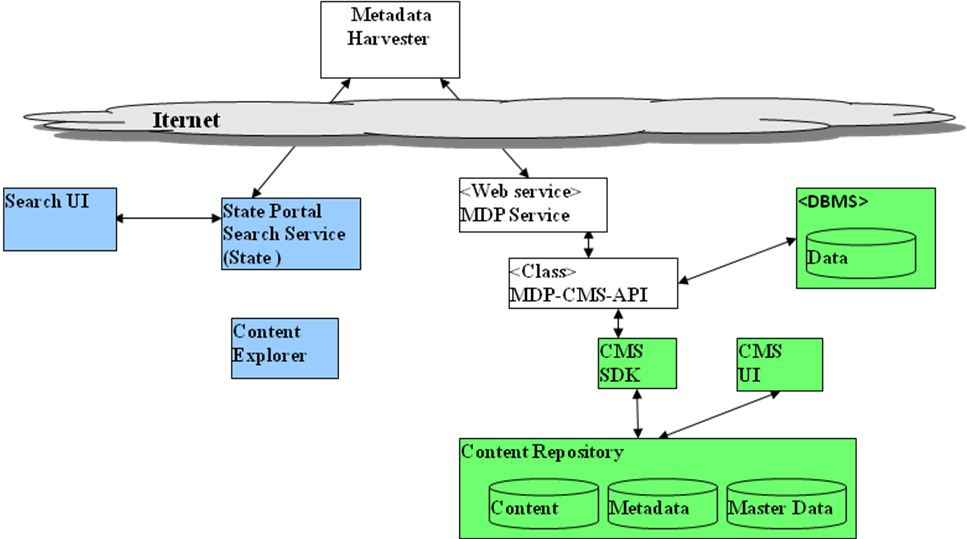 Metadata
Harvester
Iternet
Search UI
State Portal
Search Service
(State )
<Web service>
MDP Service
<DBMS>
Data
<Class>
MDP-CMS-API
Content
Explorer
CMS
SDK
CMS
UI
Content Repository
Content
Metadata
Master Data